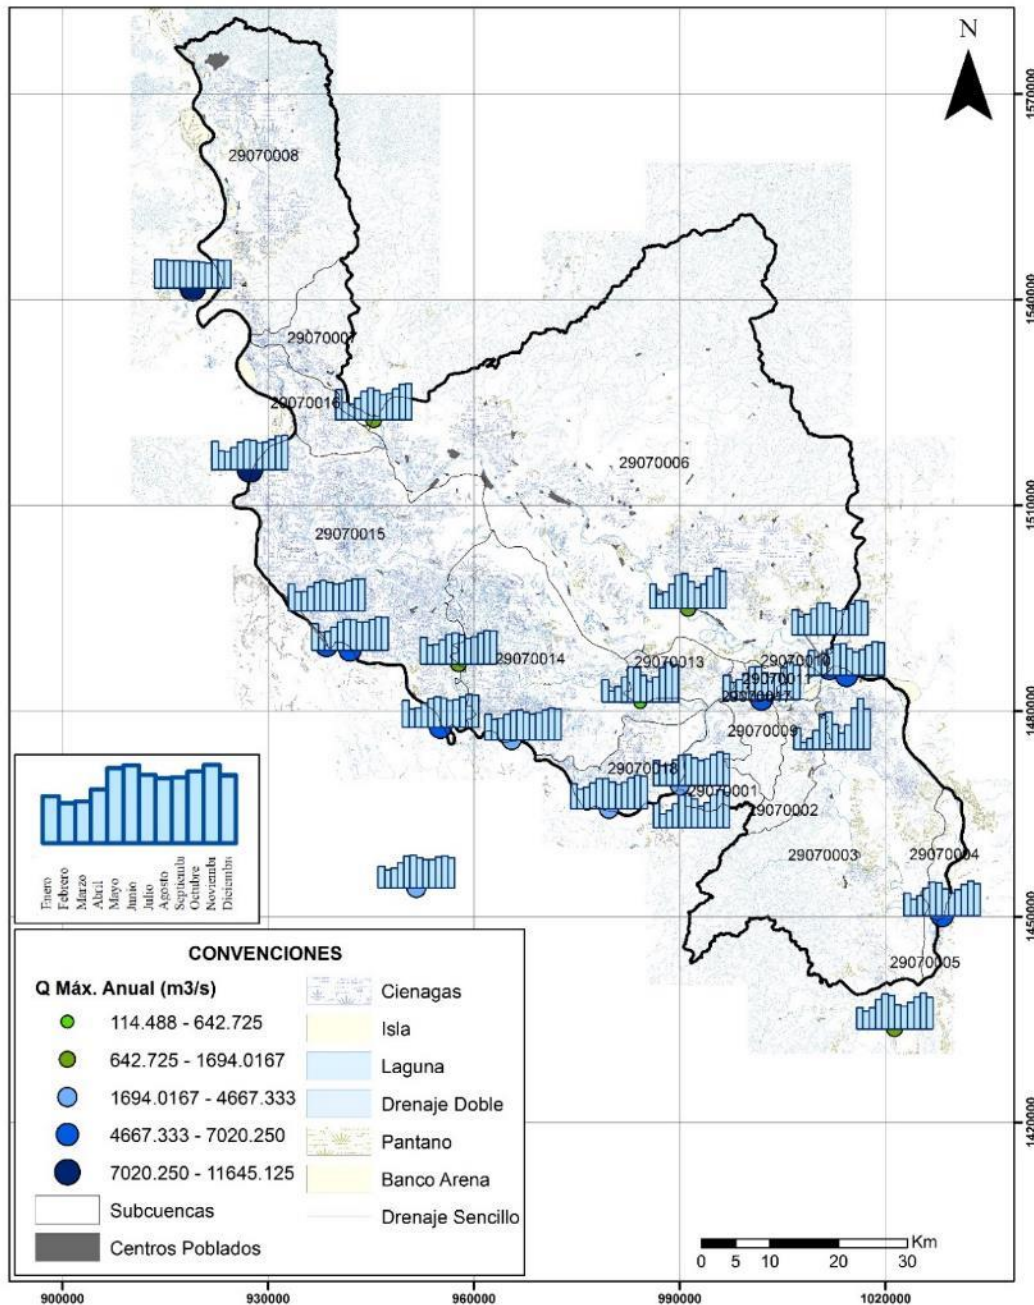 N
1570000
29070008
1540000
29070007
29070016
29070006
1510000
29070015
29070014
29070013
29070010
29070011
29070017
1480000
29070009
29070018
29070001
29070002
29070003
29070004
1450000
29070005
1420000
Enero
Febrero
Marzo
Abril
Mayo
Junio
Julio
Agosto
Septiembre
Octubre
Noviembre
Diciembre
CONVENCIONES
Q Máx. Anual (m3/s)
114.488 - 642.725
642.725 - 1694.0167
1694.0167 - 4667.333
4667.333 - 7020.250
7020.250 - 11645.125
Subcuencas
Centros Poblados
Cienagas
Isla
Laguna
Drenaje Doble
Pantano
Banco Arena
Drenaje Sencillo
Km
0 5 10 20 30
900000 930000 960000 990000 1020000